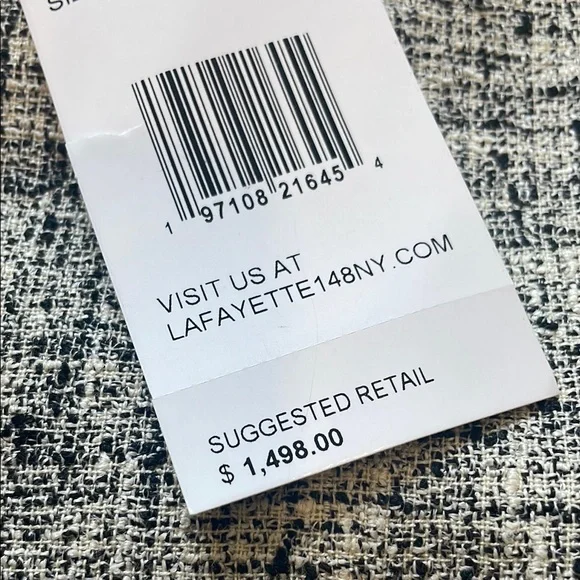 1 97108 21645 4
VISIT US AT
LAFAYETTE148NY.COM
SUGGESTED RETAIL
$ 1,498.00